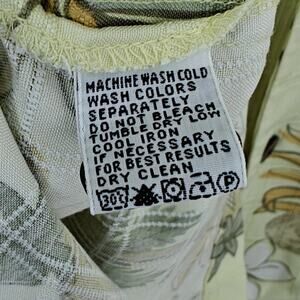 MACHINE WASH COLD
WASH COLORS
SEPARATELY
DO NOT BLEACH
TUMBLE DRY LOW
COOL IRON
IF NECESSARY
FOR BEST RESULTS
DRY CLEAN
30c P